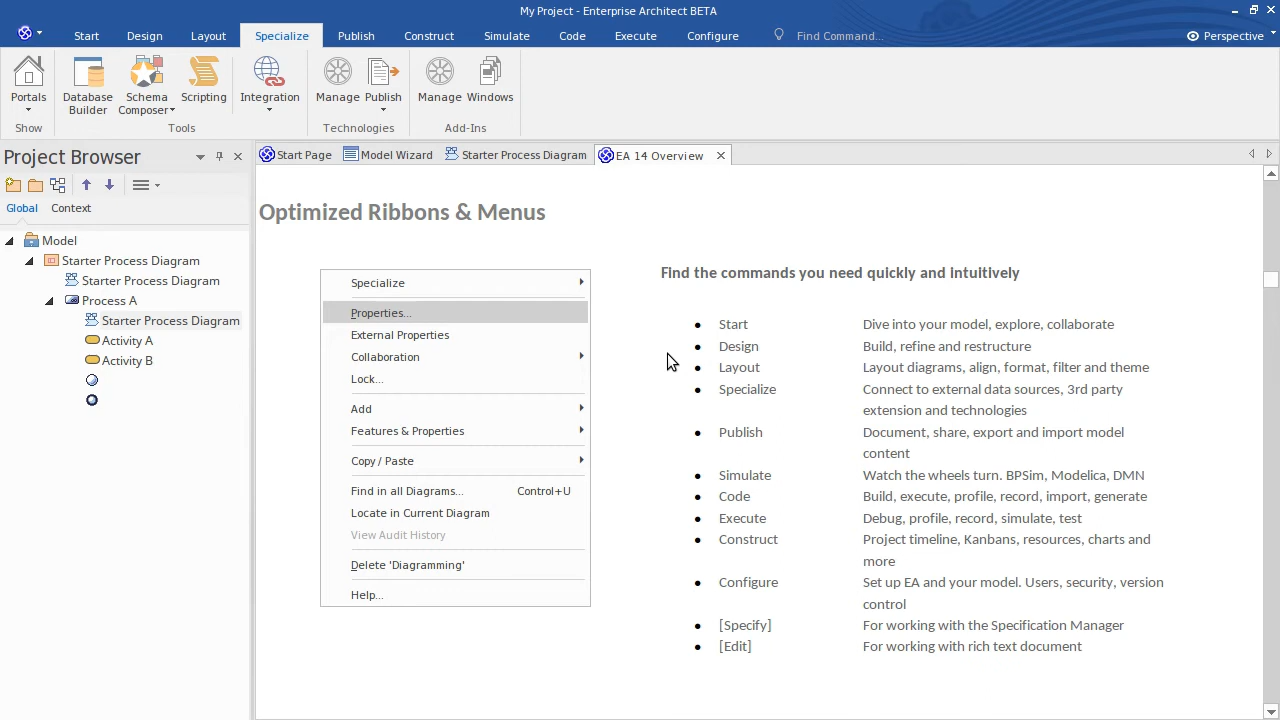 My Project - Enterprise Architect BETA
Start Design Layout Specialize Publish Construct Simulate Code Execute Configure Find Command... Perspective
Portals
Show
Database Builder
Schema Composer
Scripting
Integration
Tools
Manage Publish
Technologies
Manage Windows
Add-Ins
Project Browser
Global Context
Model
Starter Process Diagram
Starter Process Diagram
Process A
Starter Process Diagram
Activity A
Activity B
Start Page Model Wizard Starter Process Diagram EA 14 Overview
Optimized Ribbons & Menus
Specialize
Properties...
External Properties
Collaboration
Lock...
Add
Features & Properties
Copy / Paste
Find in all Diagrams... Control+U
Locate in Current Diagram
View Audit History
Delete 'Diagramming'
Help...
Find the commands you need quickly and intuitively
● Start Dive into your model, explore, collaborate
● Design Build, refine and restructure
● Layout Layout diagrams, align, format, filter and theme
● Specialize Connect to external data sources, 3rd party
extension and technologies
● Publish Document, share, export and import model
content
● Simulate Watch the wheels turn. BPSim, Modelica, DMN
● Code Build, execute, profile, record, import, generate
● Execute Debug, profile, record, simulate, test
● Construct Project timeline, Kanbans, resources, charts and
more
● Configure Set up EA and your model. Users, security, version
control
● [Specify] For working with the Specification Manager
● [Edit] For working with rich text document